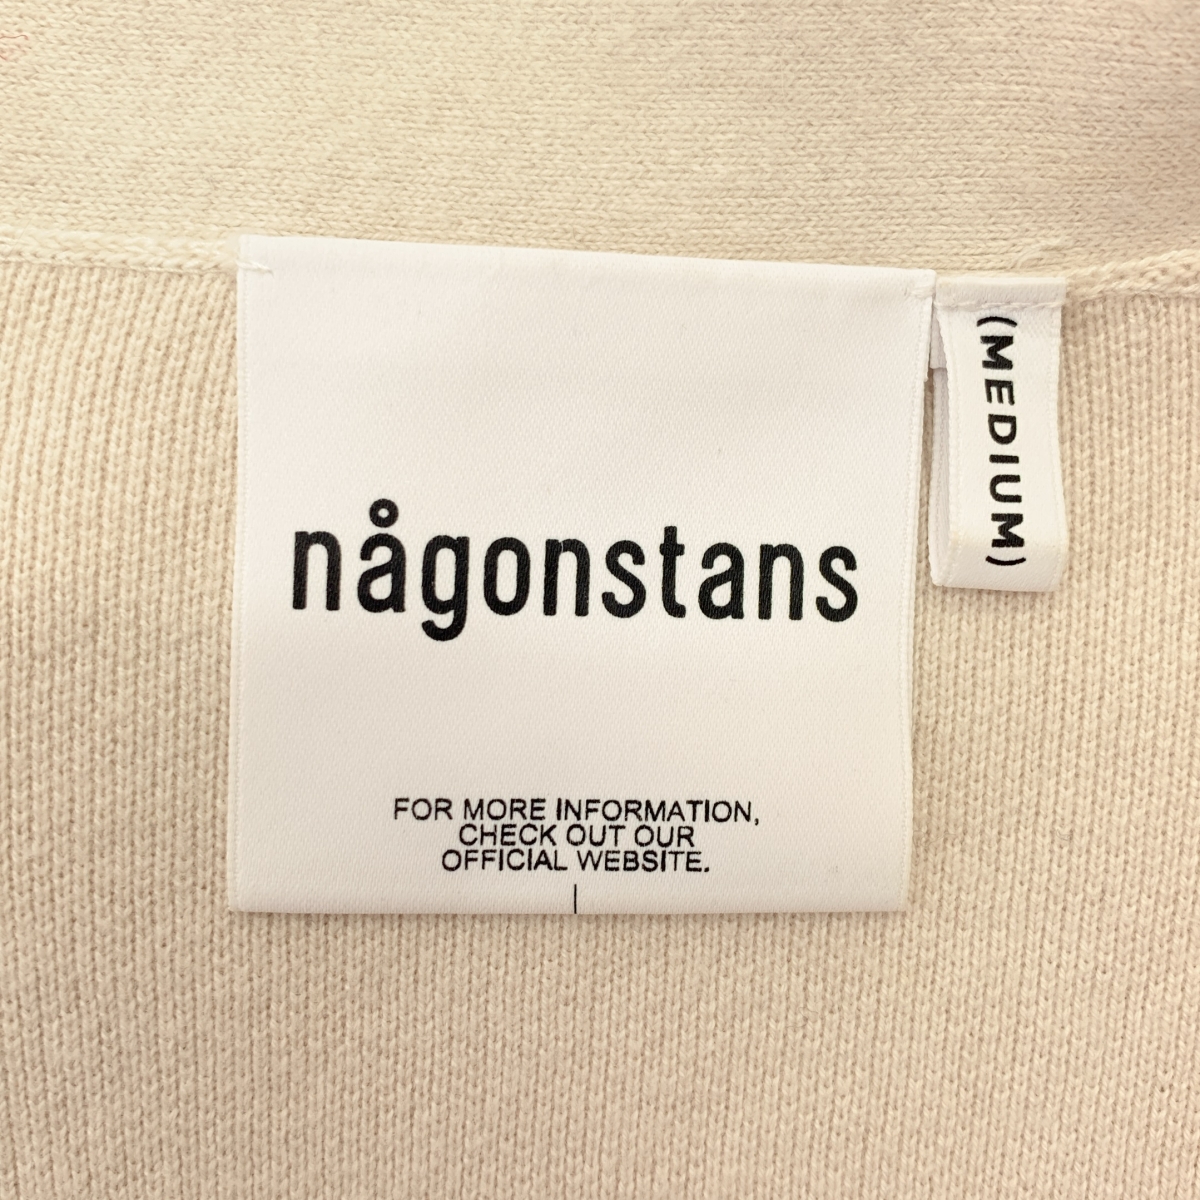 någonstans
FOR MORE INFORMATION,
CHECK OUT OUR
OFFICIAL WEBSITE.
(MEDIUM)